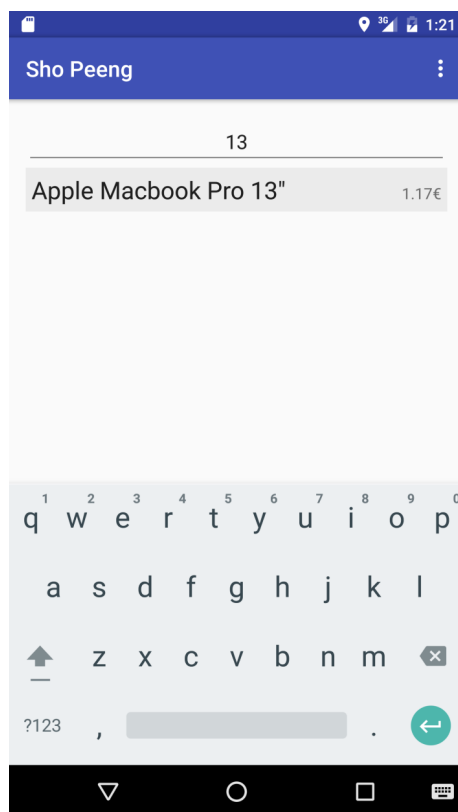 3G 1:21
Sho Peeng
13
Apple Macbook Pro 13" 1.17€
1 2 3 4 5 6 7 8 9 0
q w e r t y u i o p
a s d f g h j k l
z x c v b n m
?123 , .